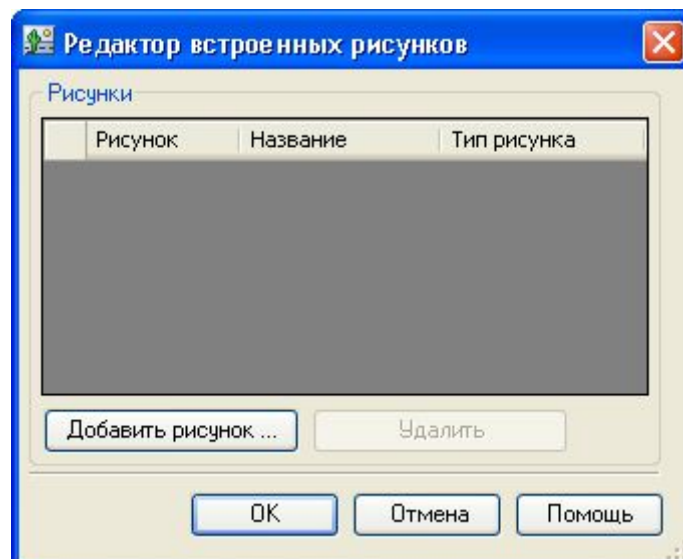 Редактор встроенных рисунков
Рисунки
Рисунок Название Тип рисунка
Добавить рисунок ... Удалить
OK Отмена Помощь